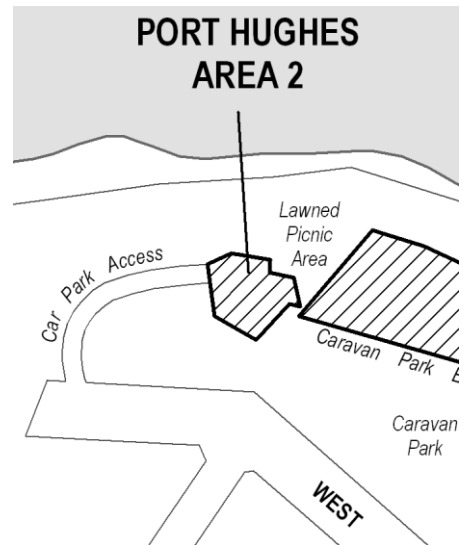 PORT HUGHES
AREA 2
Lawned
Picnic
Area
Car Park Access
Caravan Park
Caravan
Park
WEST